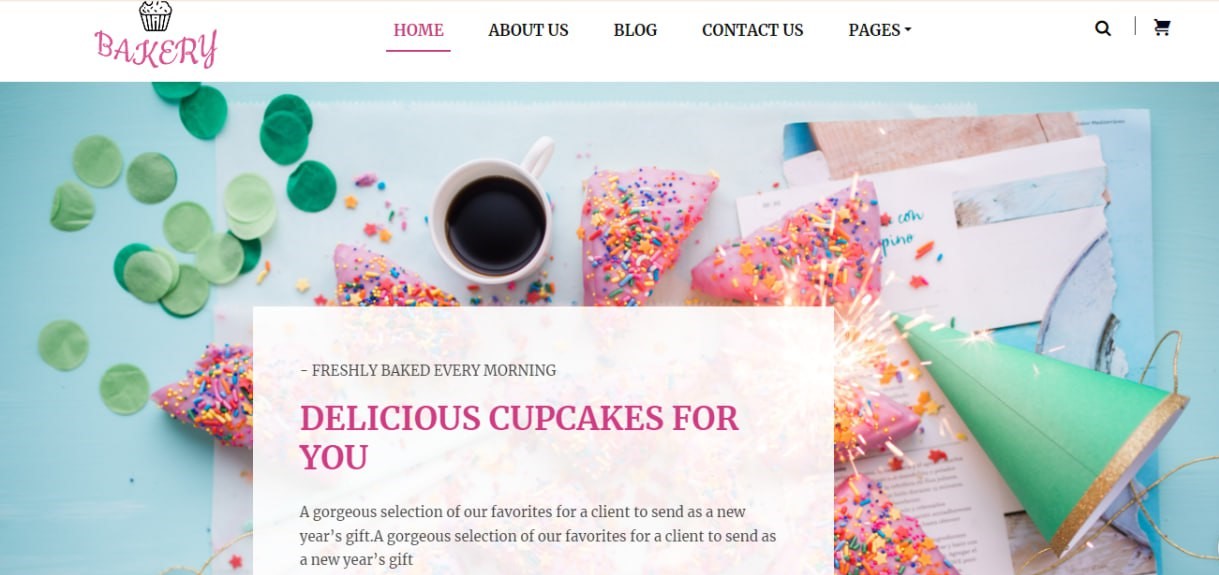 BAKERY
HOME
ABOUT US
BLOG
CONTACT US
PAGES
con
pino
- FRESHLY BAKED EVERY MORNING
DELICIOUS CUPCAKES FOR
YOU
A gorgeous selection of our favorites for a client to send as a new
year’s gift.A gorgeous selection of our favorites for a client to send as
a new year’s gift